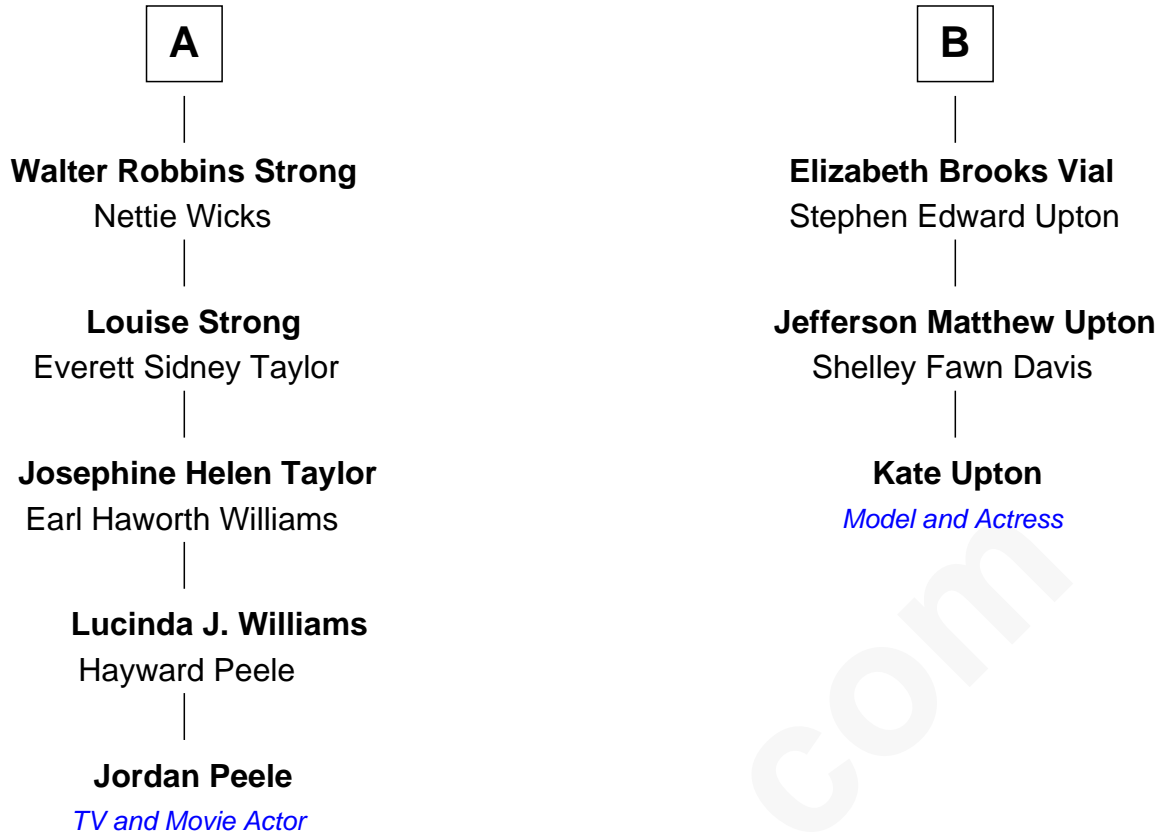 A
Walter Robbins Strong
Nettie Wicks
Louise Strong
Everett Sidney Taylor
Josephine Helen Taylor
Earl Haworth Williams
Lucinda J. Williams
Hayward Peele
Jordan Peele
TV and Movie Actor
B
Elizabeth Brooks Vial
Stephen Edward Upton
Jefferson Matthew Upton
Shelley Fawn Davis
Kate Upton
Model and Actress
com